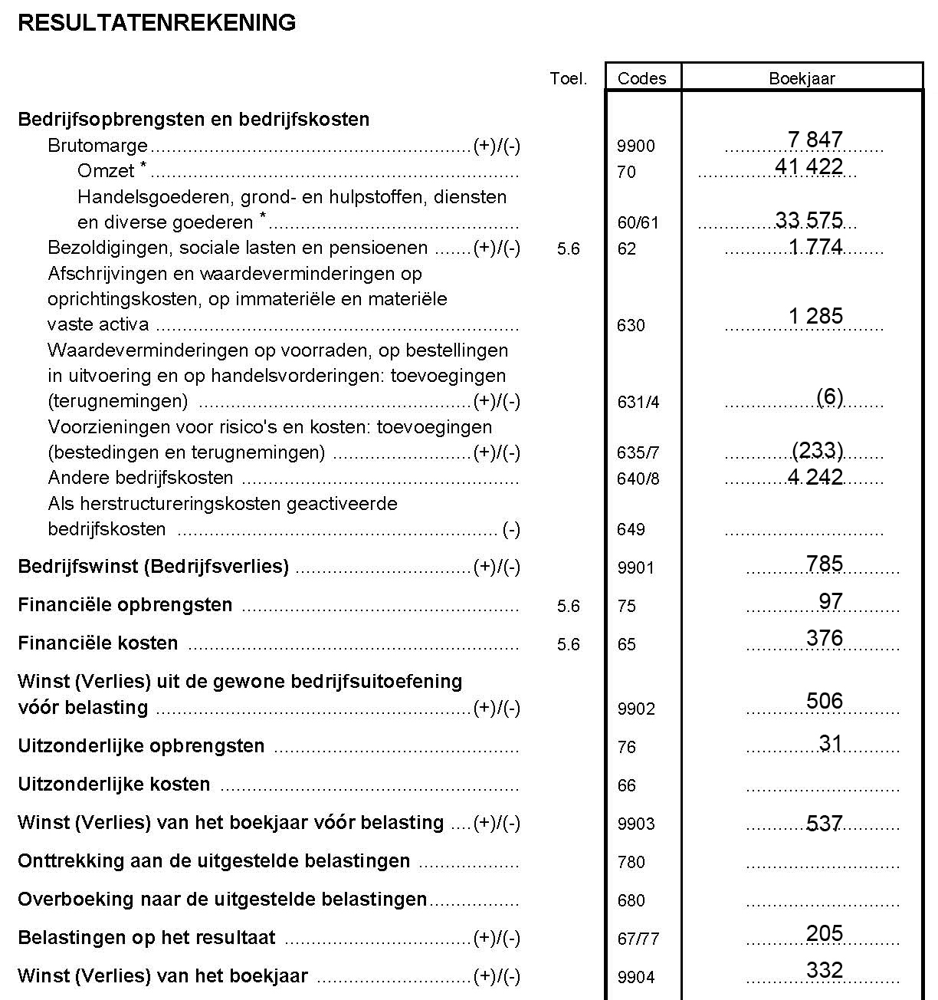 RESULTATENREKENING
Toel. Codes Boekjaar
Bedrijfsopbrengsten en bedrijfskosten
Brutomarge (+)/(-) 9900 7 847
Omzet * 70 41 422
Handelsgoederen, grond- en hulpstoffen, diensten
en diverse goederen * 60/61 33 575
Bezoldigingen, sociale lasten en pensioenen (+)/(-) 5.6 62 1 774
Afschrijvingen en waardeverminderingen op
oprichtingskosten, op immateriële en materiële
vaste activa 630 1 285
Waardeverminderingen op voorraden, op bestellingen
in uitvoering en op handelsvorderingen: toevoegingen
(terugnemingen) (+)/(-) 631/4 (6)
Voorzieningen voor risico's en kosten: toevoegingen
(bestedingen en terugnemingen) (+)/(-) 635/7 (233)
Andere bedrijfskosten 640/8 4 242
Als herstructureringskosten geactiveerde
bedrijfskosten (-) 649
Bedrijfswinst (Bedrijfsverlies) (+)/(-) 9901 785
Financiële opbrengsten 5.6 75 97
Financiële kosten 5.6 65 376
Winst (Verlies) uit de gewone bedrijfsuitoefening
vóór belasting (+)/(-) 9902 506
Uitzonderlijke opbrengsten 76 31
Uitzonderlijke kosten 66
Winst (Verlies) van het boekjaar vóór belasting (+)/(-) 9903 537
Onttrekking aan de uitgestelde belastingen 780
Overboeking naar de uitgestelde belastingen 680
Belastingen op het resultaat (+)/(-) 67/77 205
Winst (Verlies) van het boekjaar (+)/(-) 9904 332